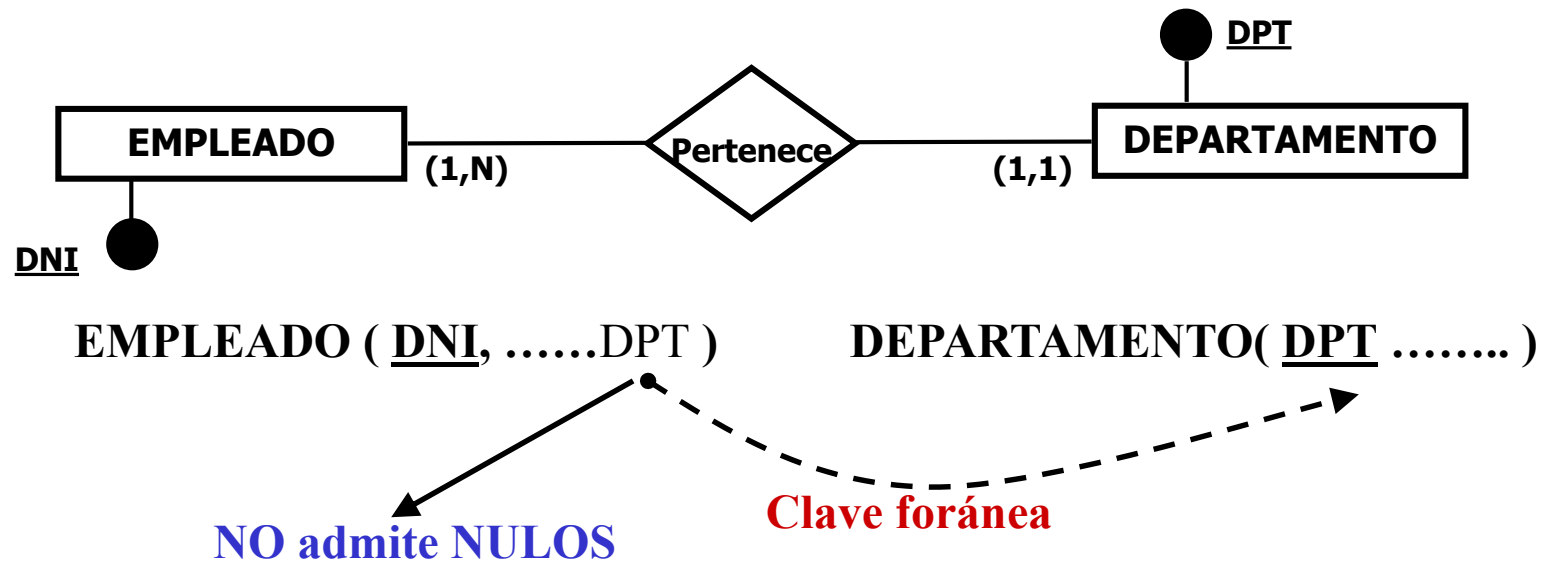 DPT
EMPLEADO
Pertenece
DEPARTAMENTO
(1,N)
(1,1)
DNI
EMPLEADO ( DNI, ......DPT )
DEPARTAMENTO( DPT …….. )
Clave foránea
NO admite NULOS